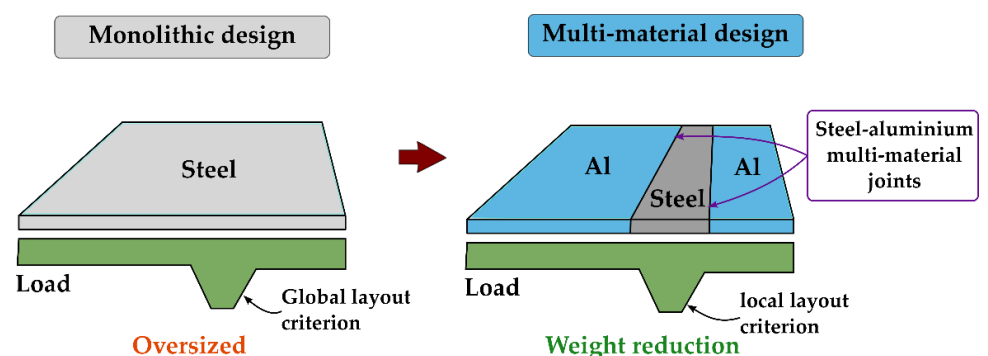 Monolithic design
Steel
Load
Global layout
criterion
Oversized
Multi-material design
Al
Steel
Al
Steel-aluminium
multi-material
joints
Load
local layout
criterion
Weight reduction